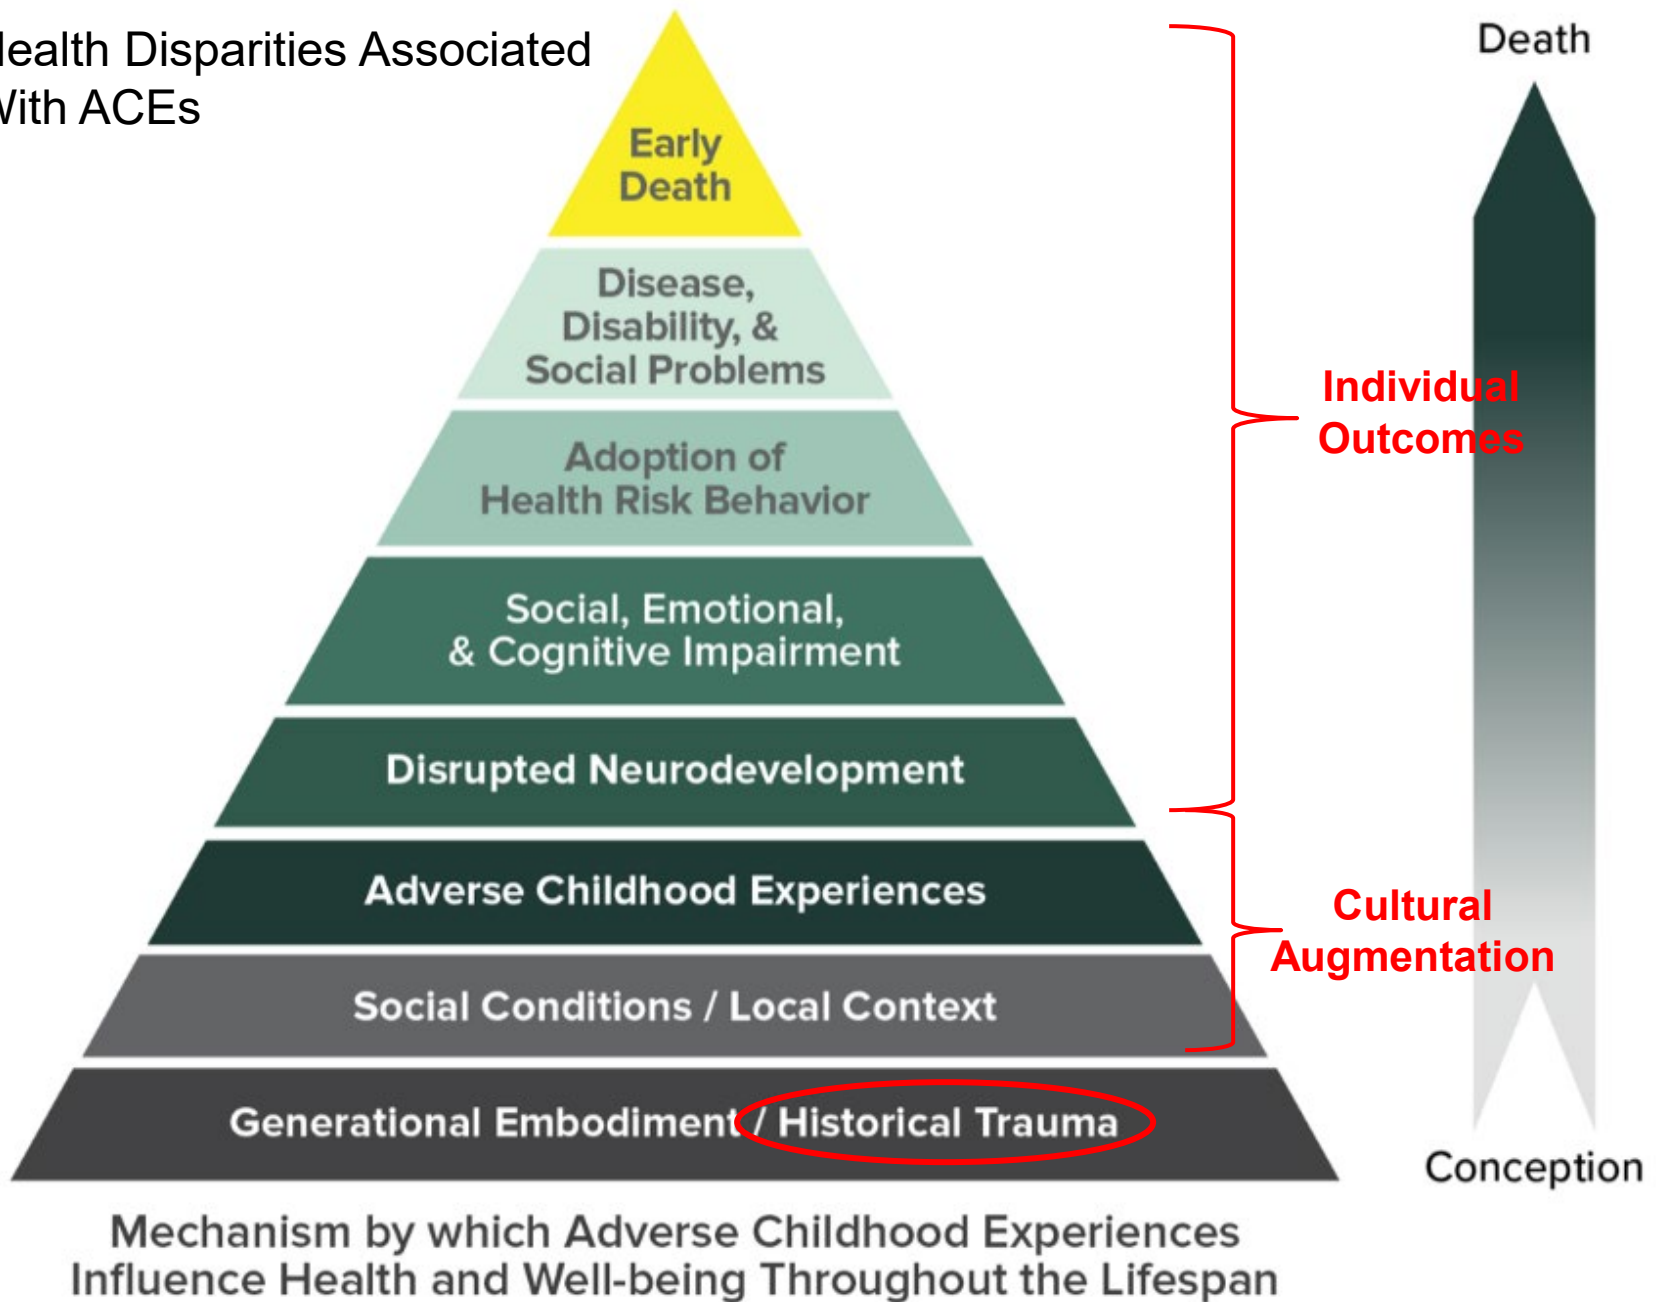 ealth Disparities Associated
With ACEs
Death
Early
Death
Disease,
Disability, &
Social Problems
Individual
Outcomes
Adoption of
Health Risk Behavior
Social, Emotional,
& Cognitive Impairment
Disrupted Neurodevelopment
Adverse Childhood Experiences
Cultural
Augmentation
Social Conditions / Local Context
Generational Embodiment / Historical Trauma
Conception
Mechanism by which Adverse Childhood Experiences
Influence Health and Well-being Throughout the Lifespan